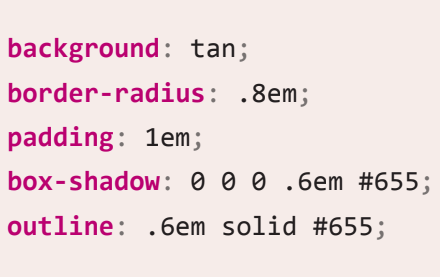 background: tan;
border-radius: .8em;
padding: 1em;
box-shadow: 0 0 0 .6em #655;
outline: .6em solid #655;